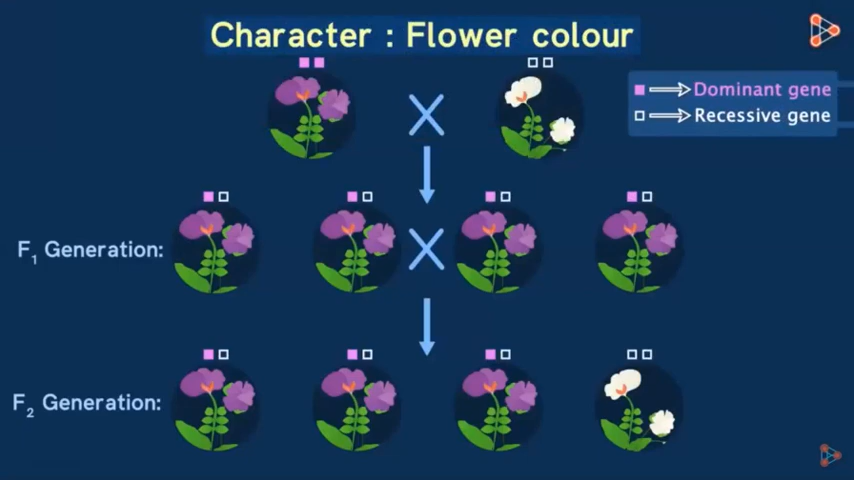 Character : Flower colour
Dominant gene
Recessive gene
F₁ Generation:
F₂ Generation: